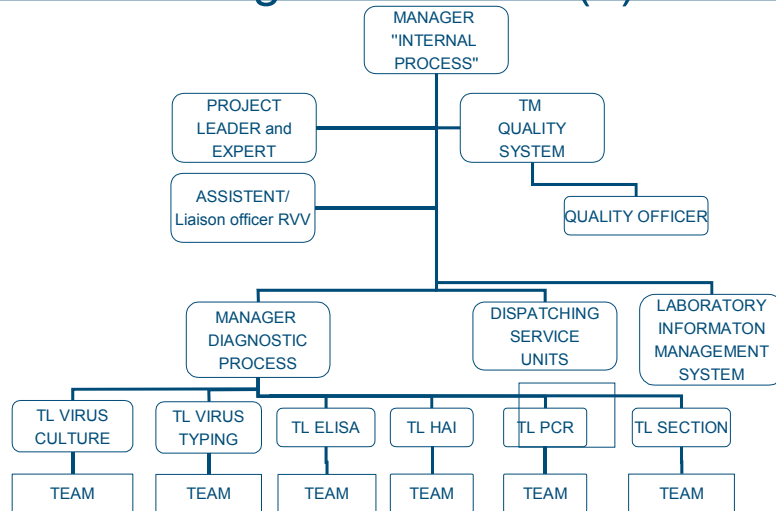 MANAGER
"INTERNAL
PROCESS"
PROJECT
LEADER and
EXPERT
TM
QUALITY
SYSTEM
ASSISTENT/
Liaison officer RVV
QUALITY OFFICER
MANAGER
DIAGNOSTIC
PROCESS
DISPATCHING
SERVICE
UNITS
LABORATORY
INFORMATON
MANAGEMENT
SYSTEM
TL VIRUS
CULTURE
TL VIRUS
TYPING
TL ELISA
TL HAI
TL PCR
TL SECTION
TEAM
TEAM
TEAM
TEAM
TEAM
TEAM